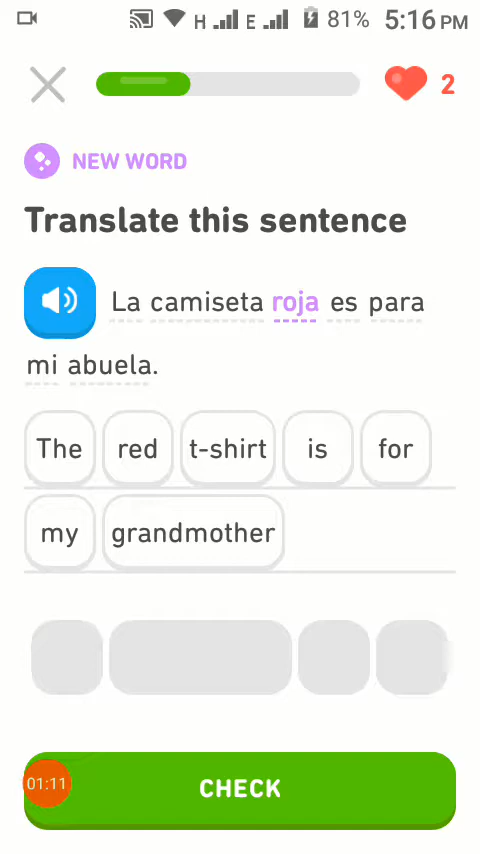 H E 81% 5:16 PM
2
NEW WORD
Translate this sentence
La camiseta roja es para
mi abuela.
The red t-shirt is for
my grandmother
01:11 CHECK